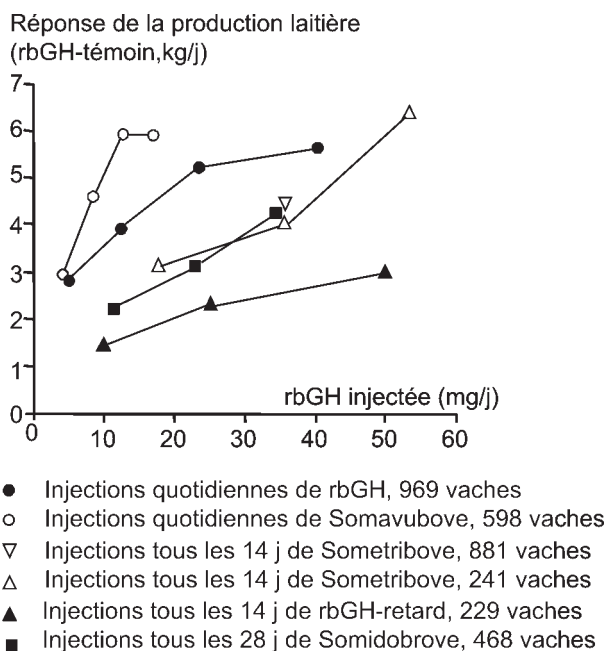 Réponse de la production laitière
(rbGH-témoin,kg/j)
7
6
5
4
3
2
1
0
rbGH injectée (mg/j)
0 10 20 30 40 50 60
● Injections quotidiennes de rbGH, 969 vaches
○ Injections quotidiennes de Somavubove, 598 vaches
▽ Injections tous les 14 j de Sometribove, 881 vaches
△ Injections tous les 14 j de Sometribove, 241 vaches
▲ Injections tous les 14 j de rbGH-retard, 229 vaches
■ Injections tous les 28 j de Somidobrove, 468 vaches